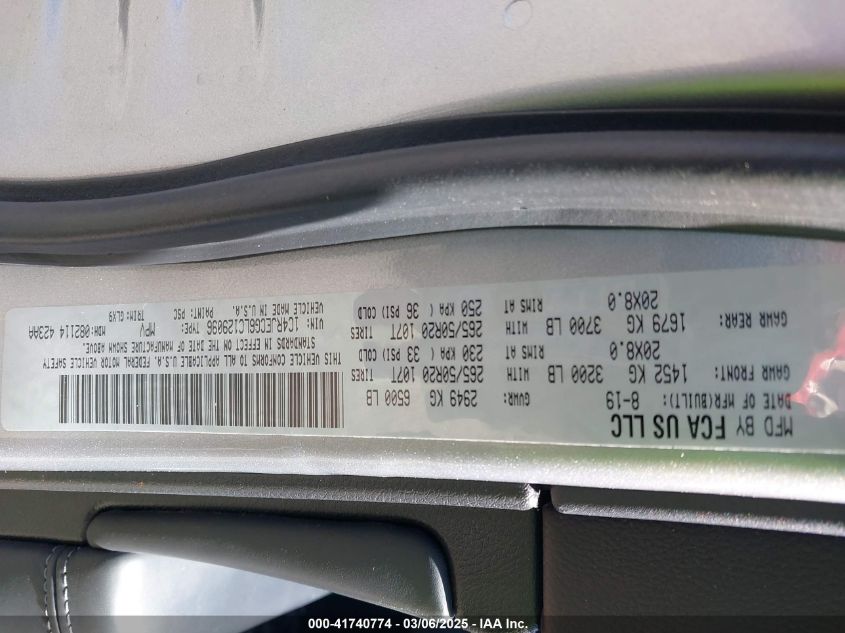 MFD BY FCA US LLC
DATE OF MFR(BUILT): 8-19 GVWR: 2949 KG 6500 LB
GAWR FRONT: 1452 KG 3200 LB WITH 265/50R20 107T TIRES
20X8.0 RIMS AT 230 KPA ( 33 PSI) COLD
GAWR REAR: 1679 KG 3700 LB WITH 265/50R20 107T TIRES
20X8.0 RIMS AT 250 KPA ( 36 PSI) COLD
THIS VEHICLE CONFORMS TO ALL APPLICABLE U.S.A. FEDERAL MOTOR VEHICLE SAFETY
STANDARDS IN EFFECT ON THE DATE OF MANUFACTURE SHOWN ABOVE.
VIN: 1C4RJEC66LC129096 TYPE: MPV MDH: 082114 423AA
VEHICLE MADE IN U.S.A. PAINT: PSC TRIM: GLX9
000-41740774 — 03/06/2025 — IAA Inc.